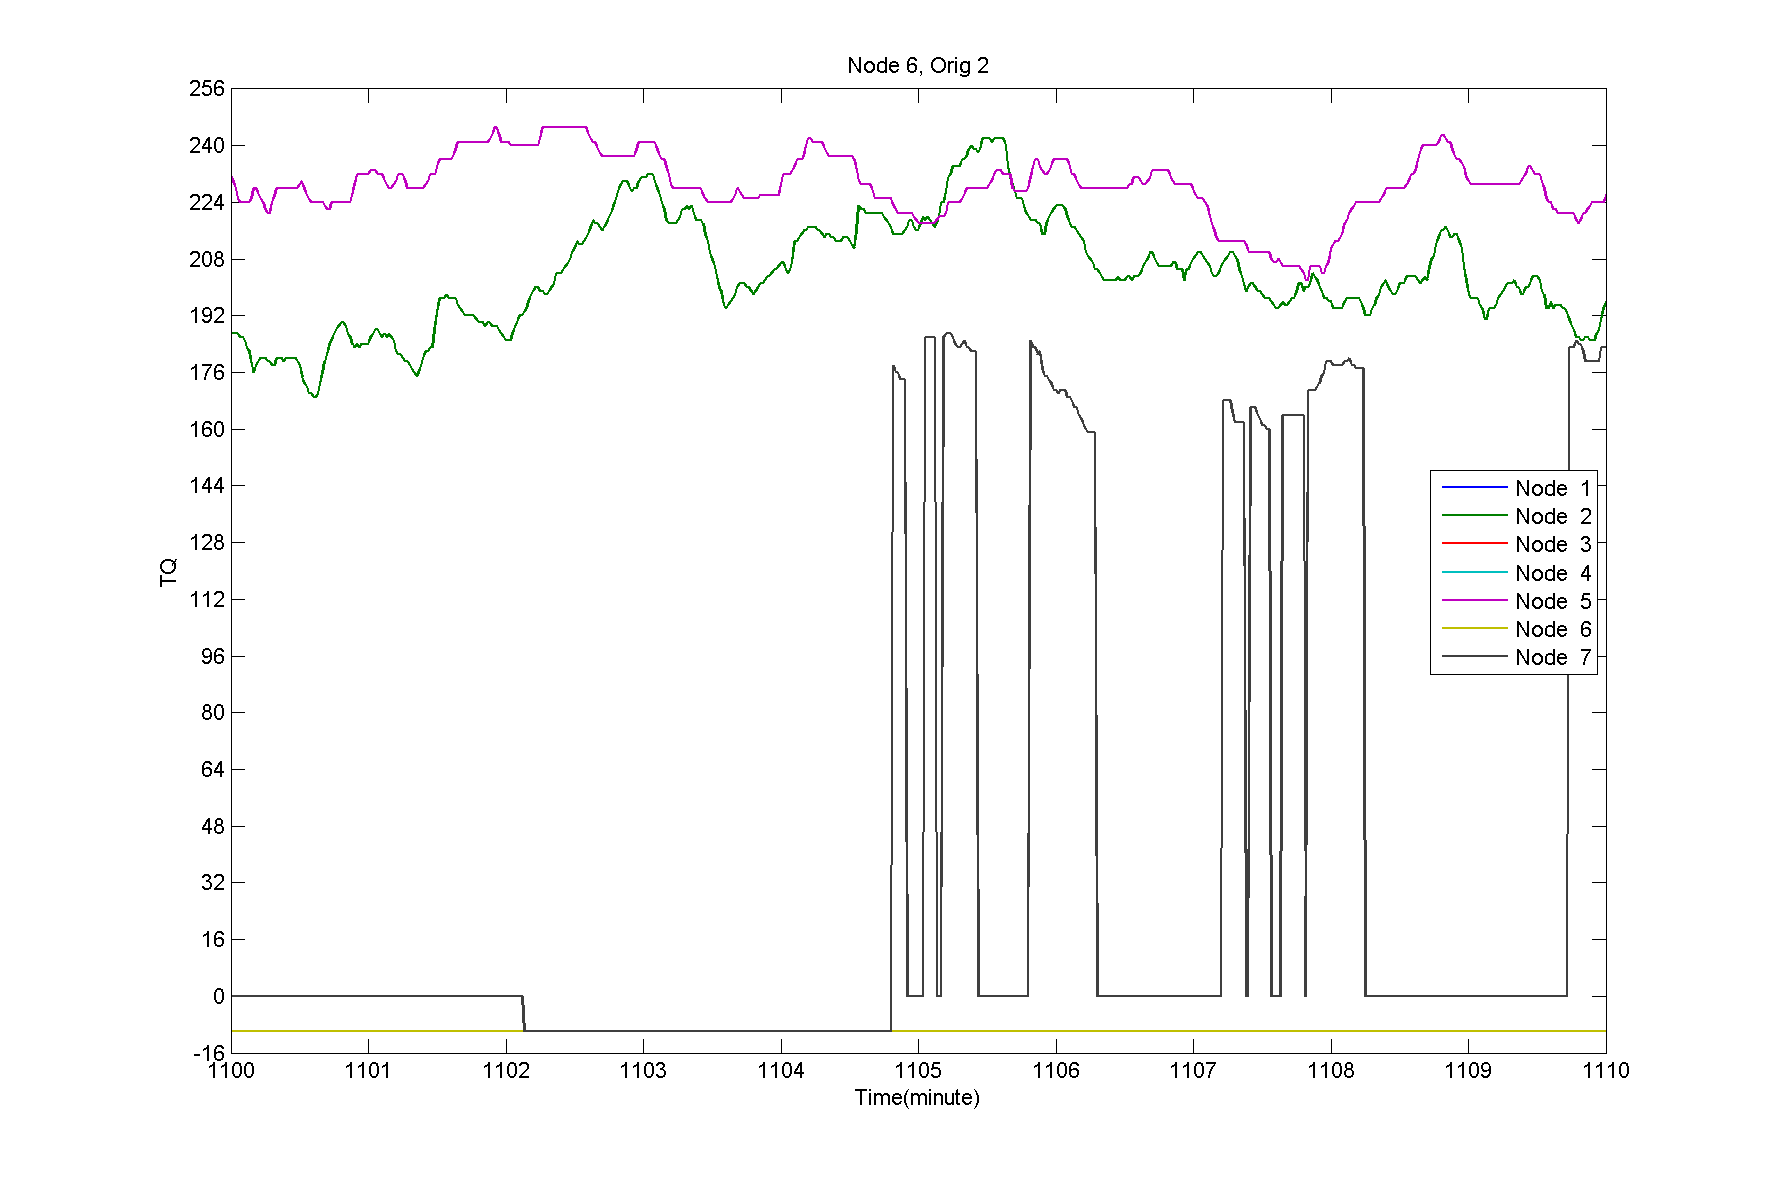 Node 6, Orig 2
256
240
224
208
192
176
160
144
128
112
96
80
64
48
32
16
0
-16
TQ
Node 1
Node 2
Node 3
Node 4
Node 5
Node 6
Node 7
1100 1101 1102 1103 1104 1105 1106 1107 1108 1109 1110
Time(minute)